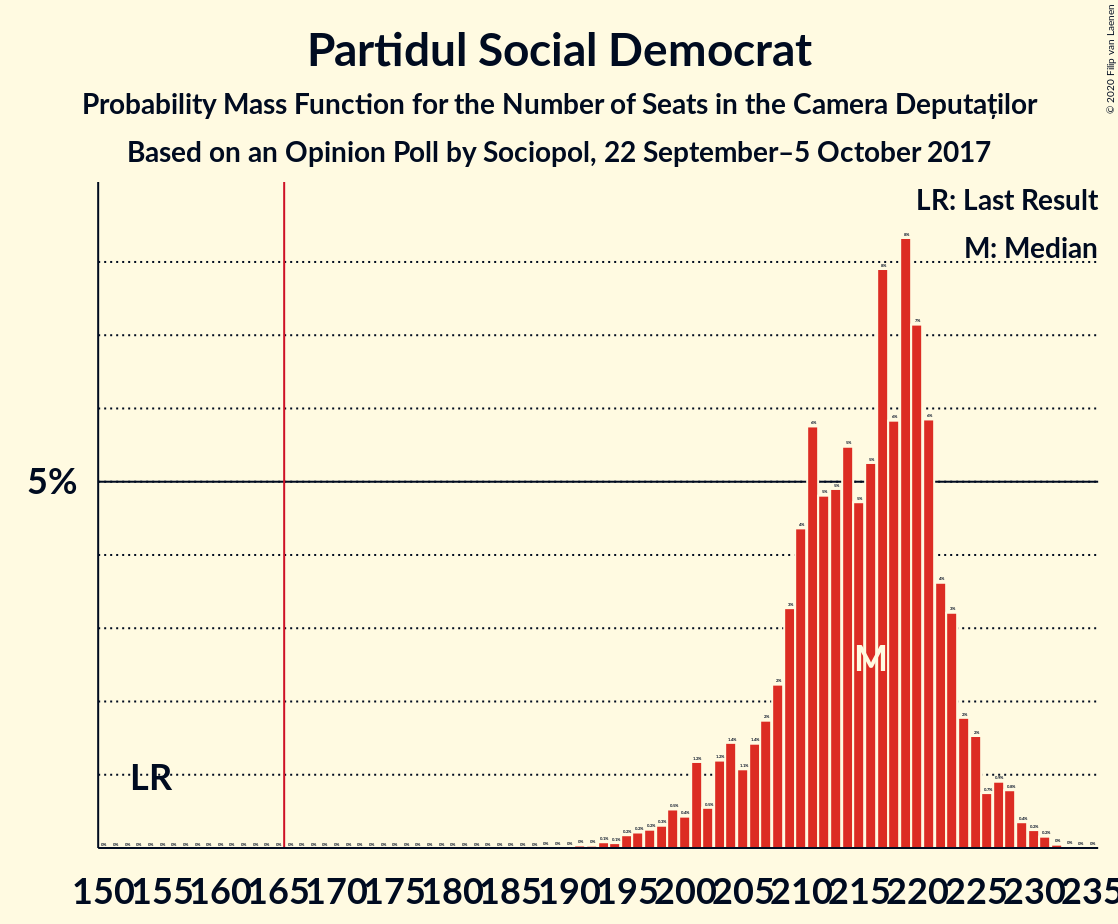 Partidul Social Democrat
Probability Mass Function for the Number of Seats in the Camera Deputaților
Based on an Opinion Poll by Sociopol, 22 September–5 October 2017
© 2020 Filip van Laenen
LR: Last Result
M: Median
5%
LR
M
150 155 160 165 170 175 180 185 190 195 200 205 210 215 220 225 230 235